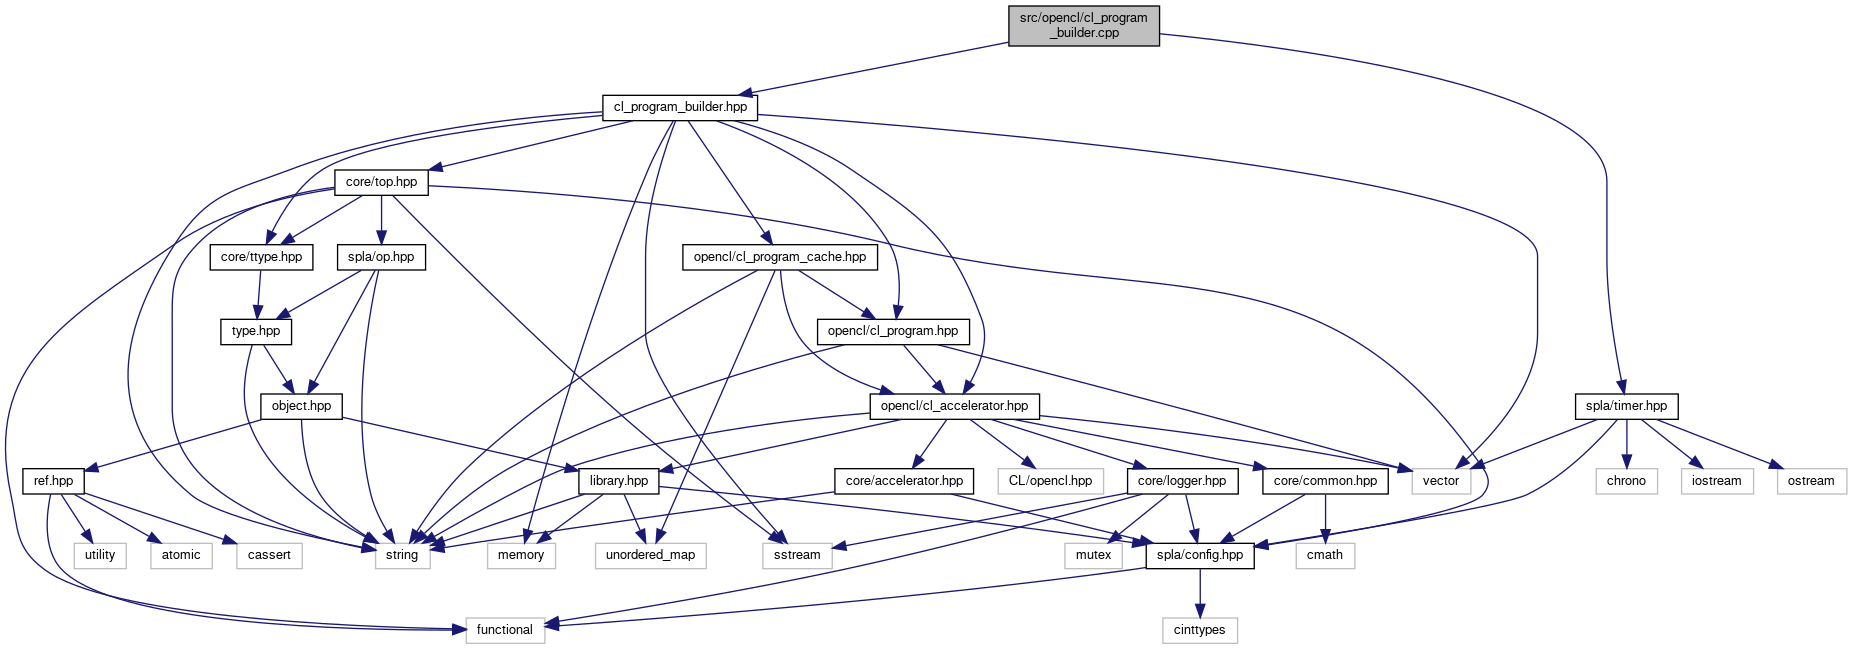 src/opencl/cl_program
_builder.cpp
cl_program_builder.hpp
core/top.hpp
core/ttype.hpp
spla/op.hpp
opencl/cl_program_cache.hpp
type.hpp
opencl/cl_program.hpp
object.hpp
opencl/cl_accelerator.hpp
spla/timer.hpp
ref.hpp
library.hpp
core/accelerator.hpp
CL/opencl.hpp
core/logger.hpp
core/common.hpp
vector
chrono
iostream
ostream
utility
atomic
cassert
string
memory
unordered_map
sstream
mutex
spla/config.hpp
cmath
functional
cinttypes